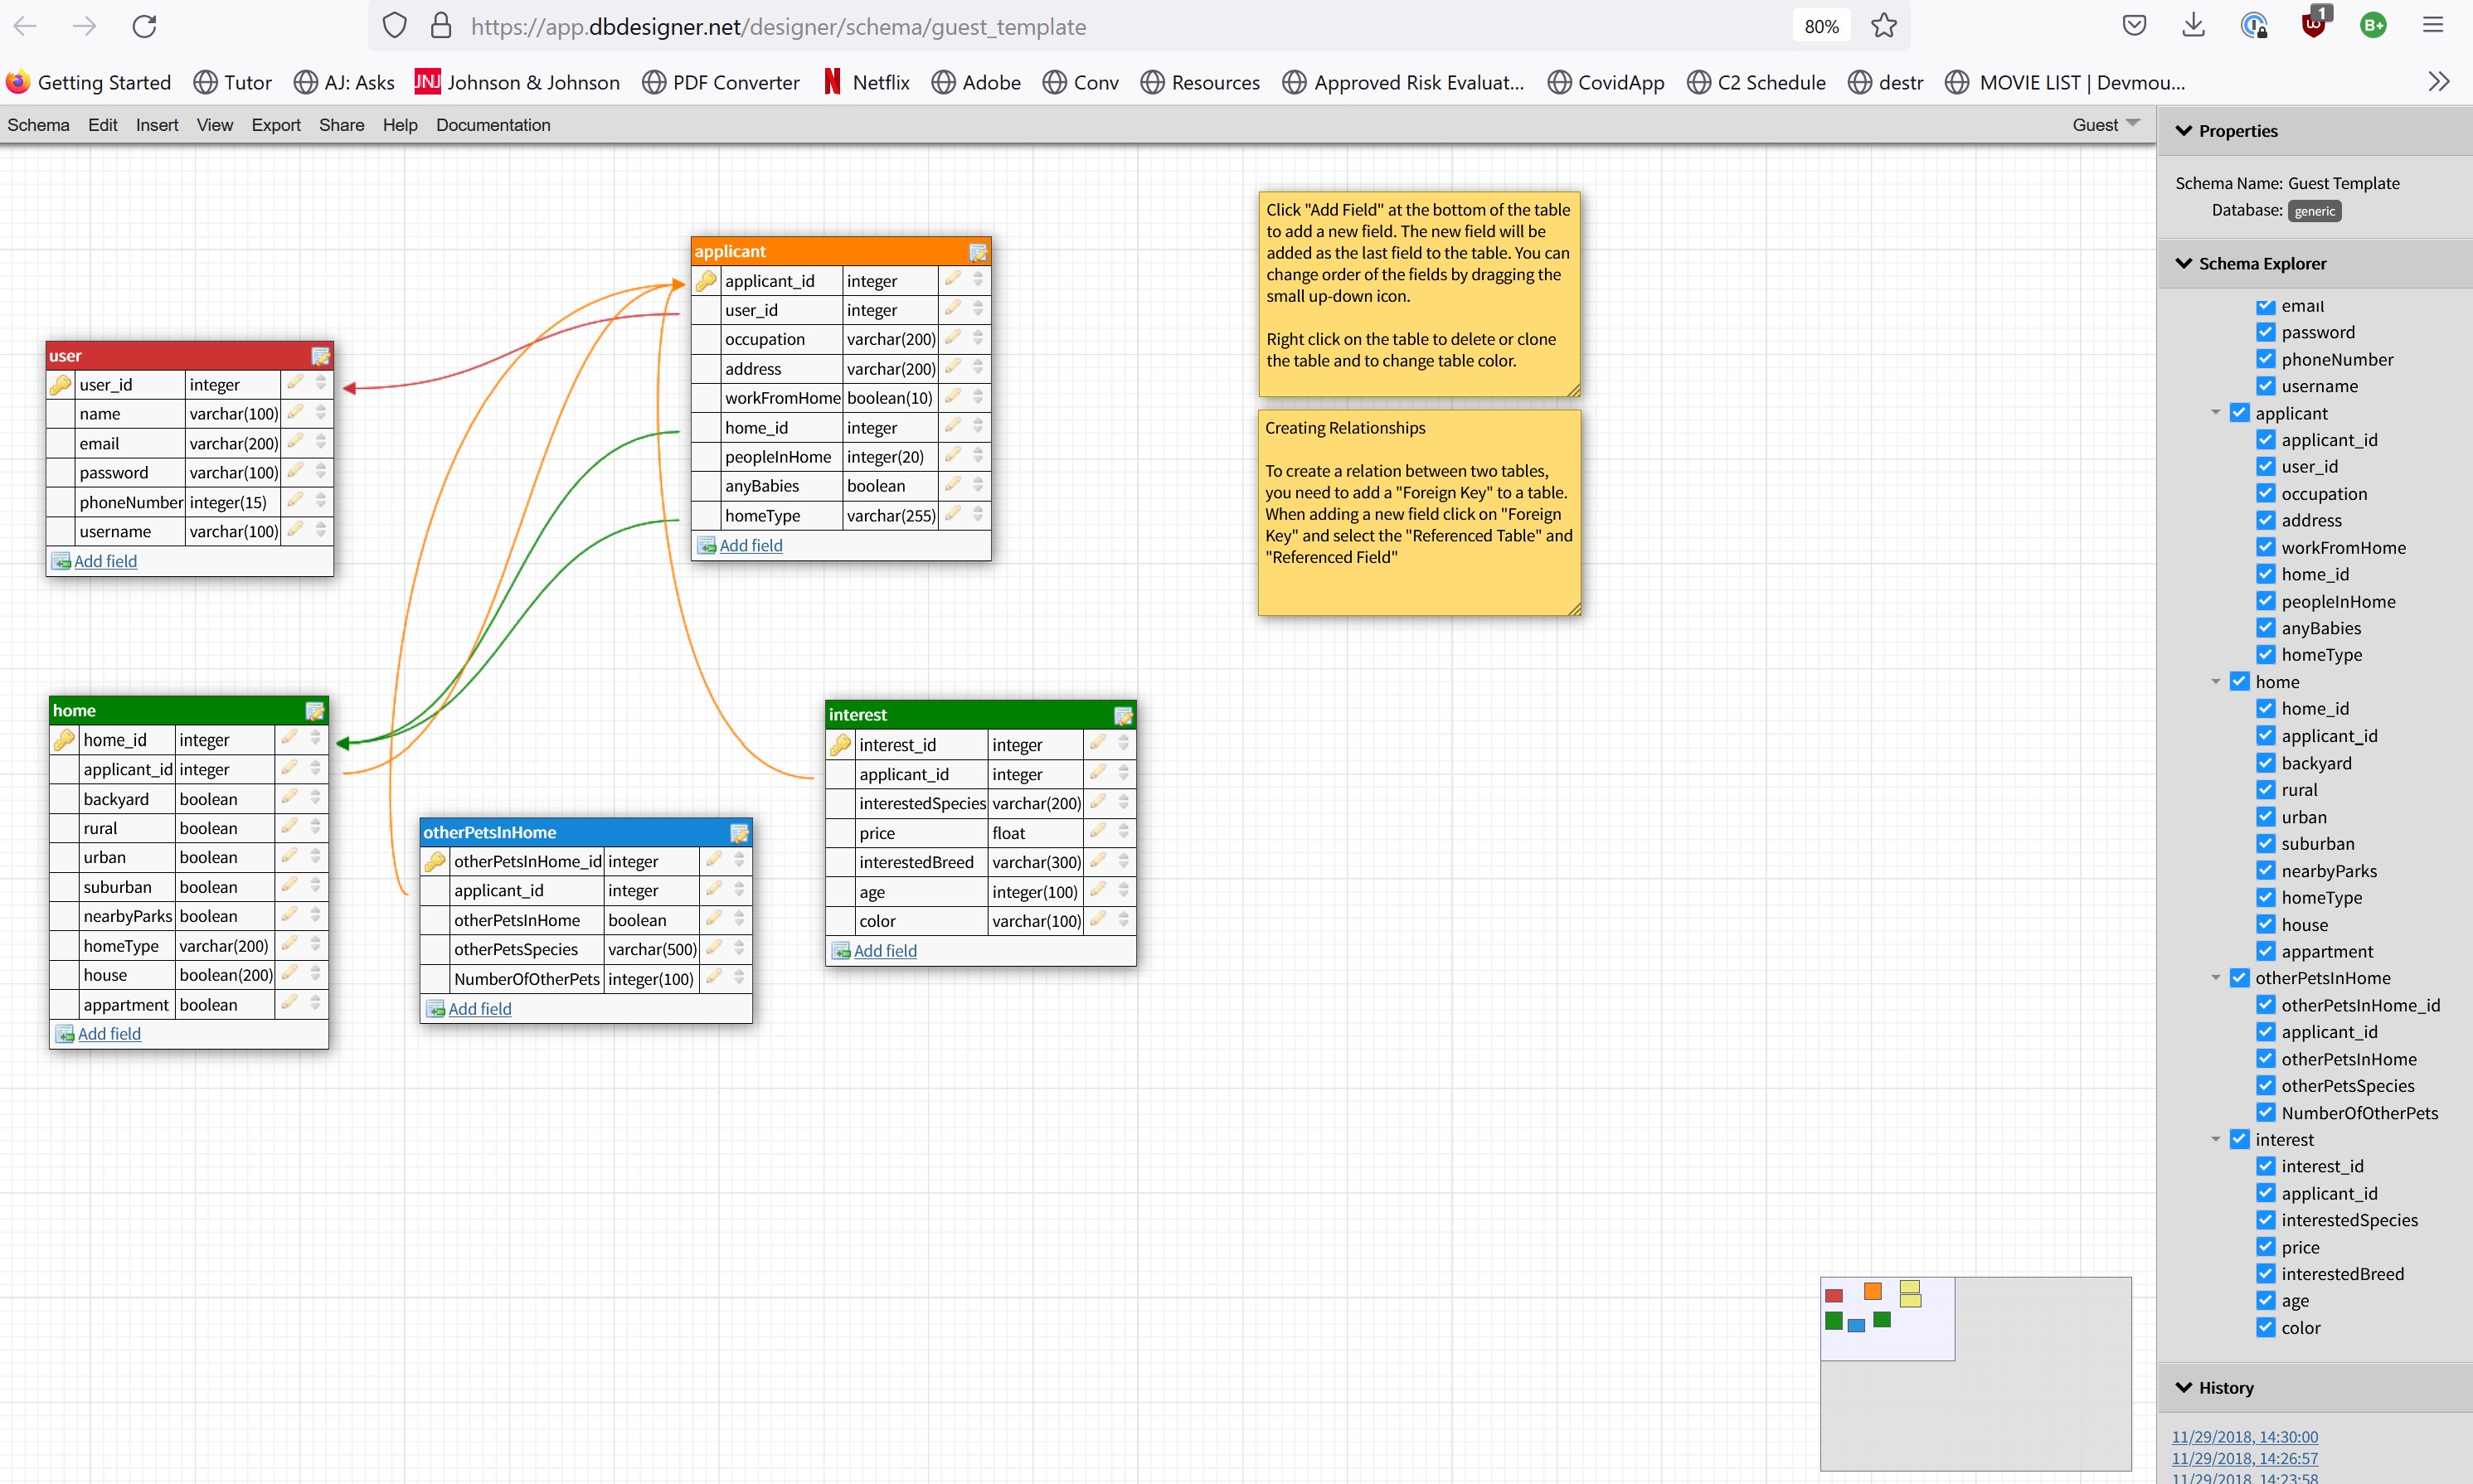 https://app.dbdesigner.net/designer/schema/guest_template
80%
1
B+
Getting Started
Tutor
AJ: Asks
JNJ Johnson & Johnson
PDF Converter
N Netflix
Adobe
Conv
Resources
Approved Risk Evaluat...
CovidApp
C2 Schedule
destr
MOVIE LIST | Devmou...
Schema Edit Insert View Export Share Help Documentation
Guest
user
user_id integer
name varchar(100)
email varchar(200)
password varchar(100)
phoneNumber integer(15)
username varchar(100)
Add field
applicant
applicant_id integer
user_id integer
occupation varchar(200)
address varchar(200)
workFromHome boolean(10)
home_id integer
peopleInHome integer(20)
anyBabies boolean
homeType varchar(255)
Add field
Click "Add Field" at the bottom of the table
to add a new field. The new field will be
added as the last field to the table. You can
change order of the fields by dragging the
small up-down icon.
Right click on the table to delete or clone
the table and to change table color.
Creating Relationships
To create a relation between two tables,
you need to add a "Foreign Key" to a table.
When adding a new field click on "Foreign
Key" and select the "Referenced Table" and
"Referenced Field"
home
home_id integer
applicant_id integer
backyard boolean
rural boolean
urban boolean
suburban boolean
nearbyParks boolean
homeType varchar(200)
house boolean(200)
appartment boolean
Add field
otherPetsInHome
otherPetsInHome_id integer
applicant_id integer
otherPetsInHome boolean
otherPetsSpecies varchar(500)
NumberOfOtherPets integer(100)
Add field
interest
interest_id integer
applicant_id integer
interestedSpecies varchar(200)
price float
interestedBreed varchar(300)
age integer(100)
color varchar(100)
Add field
Properties
Schema Name: Guest Template
Database: generic
Schema Explorer
email
password
phoneNumber
username
applicant
applicant_id
user_id
occupation
address
workFromHome
home_id
peopleInHome
anyBabies
homeType
home
home_id
applicant_id
backyard
rural
urban
suburban
nearbyParks
homeType
house
appartment
otherPetsInHome
otherPetsInHome_id
applicant_id
otherPetsInHome
otherPetsSpecies
NumberOfOtherPets
interest
interest_id
applicant_id
interestedSpecies
price
interestedBreed
age
color
History
11/29/2018, 14:30:00
11/29/2018, 14:26:57
11/29/2018, 14:23:58